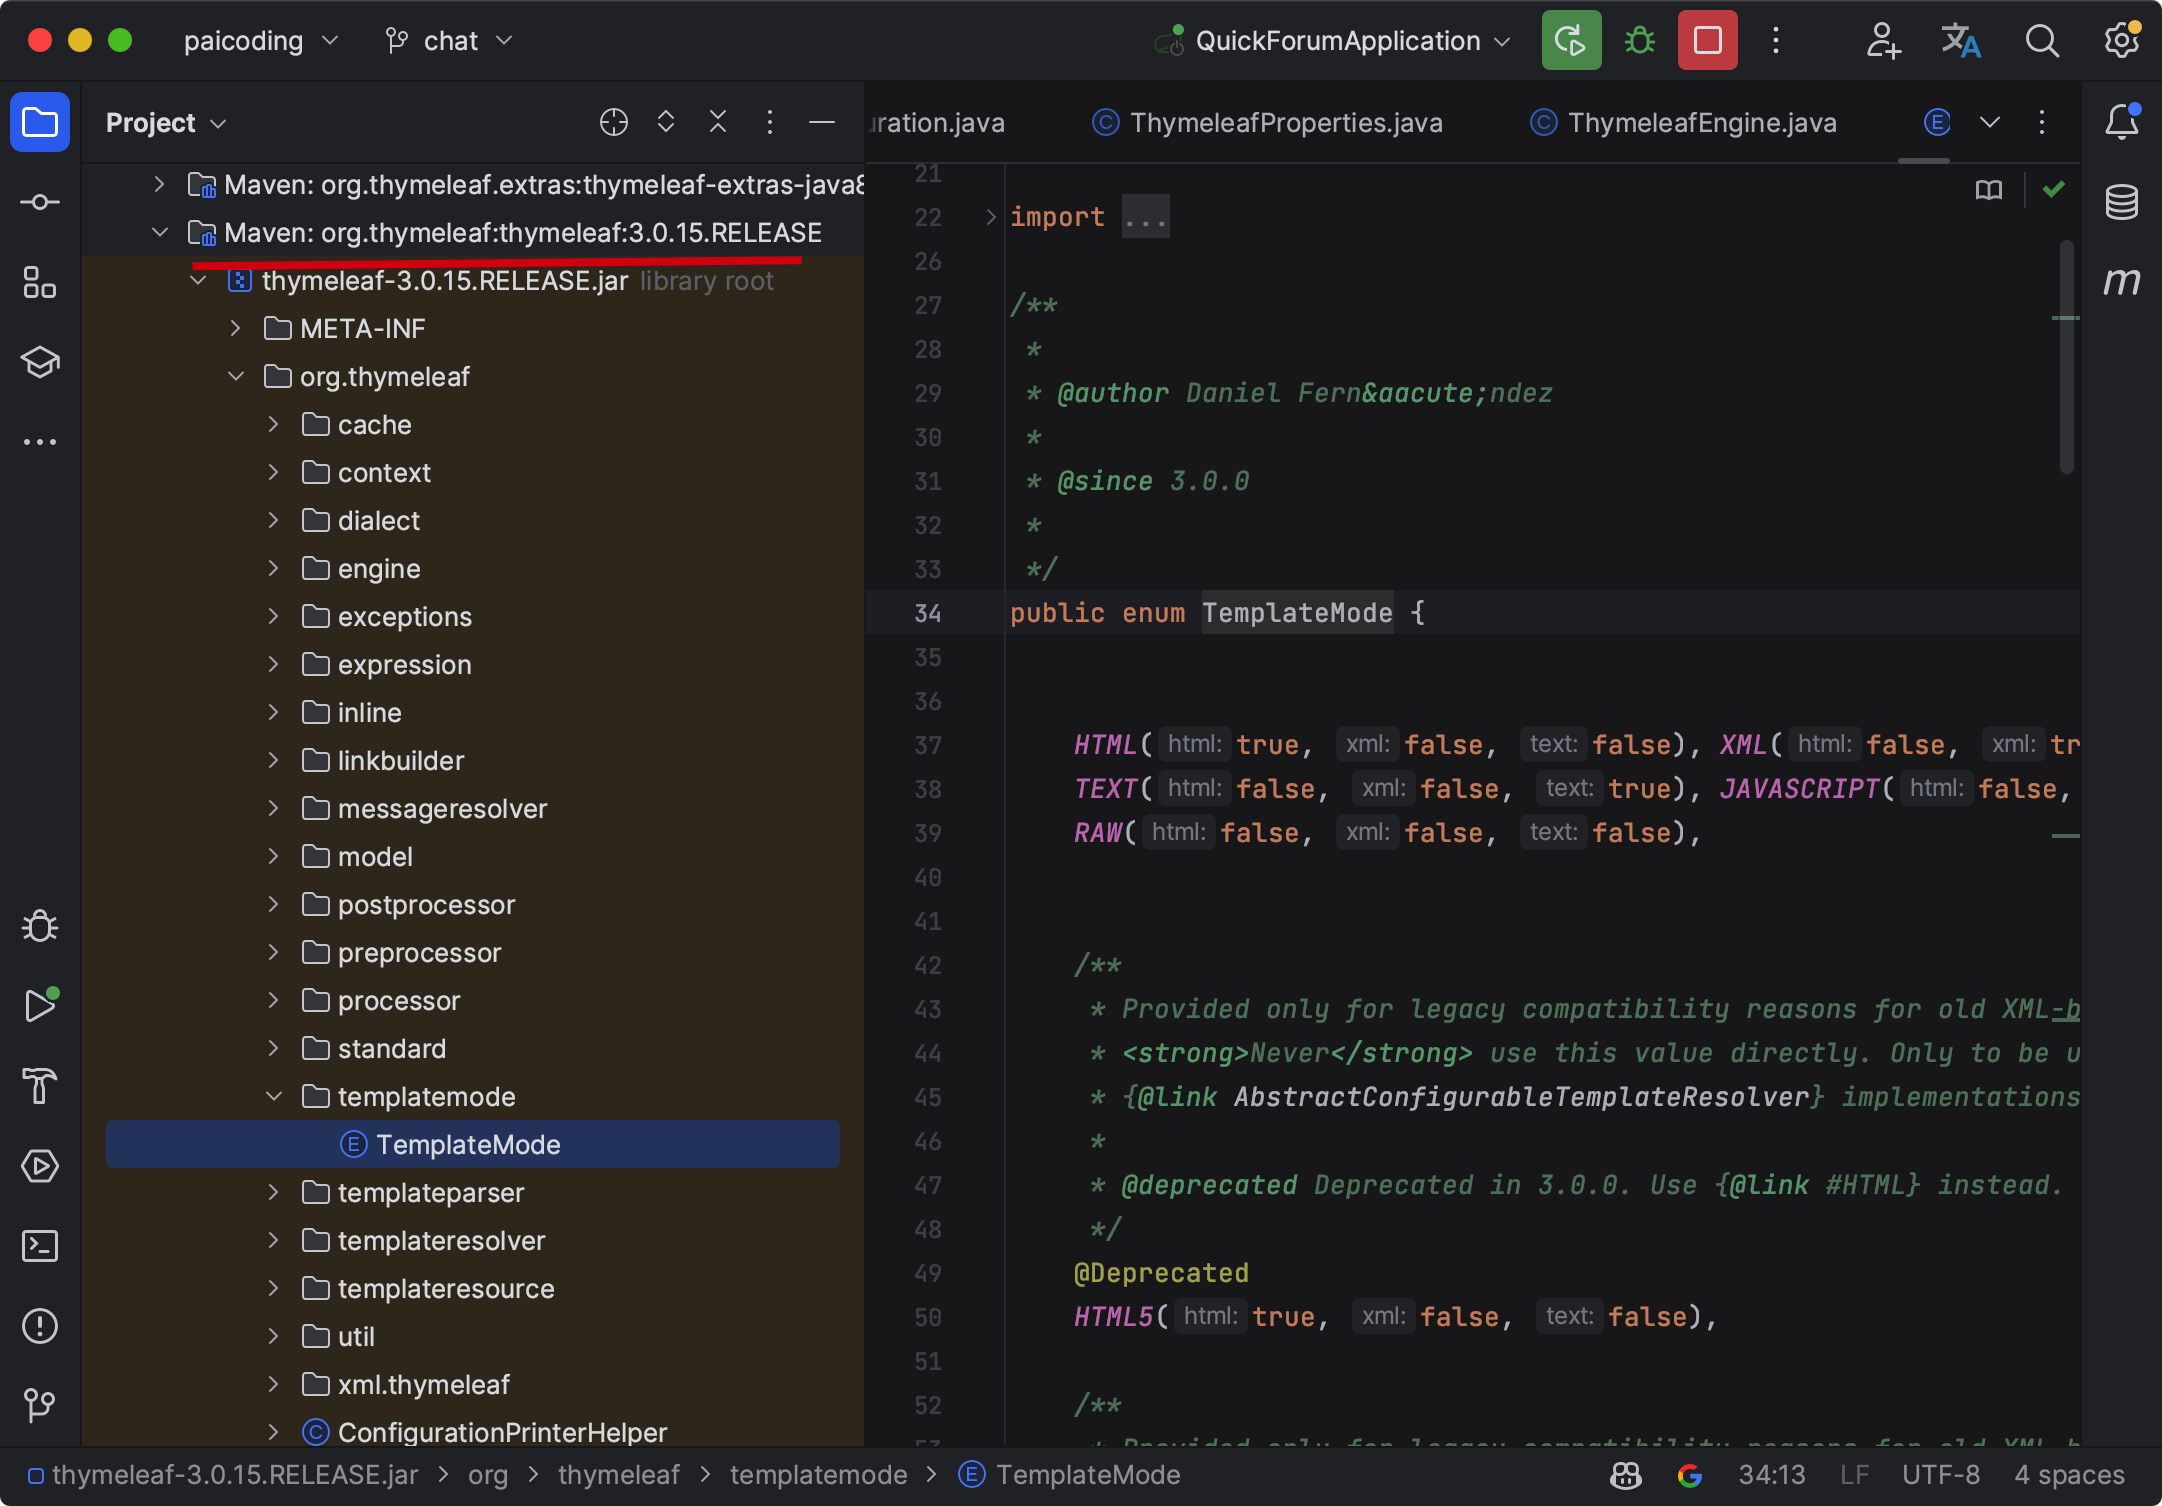 paicoding
chat
QuickForumApplication
Project
Maven: org.thymeleaf.extras:thymeleaf-extras-java8
Maven: org.thymeleaf:thymeleaf:3.0.15.RELEASE
thymeleaf-3.0.15.RELEASE.jar library root
META-INF
org.thymeleaf
cache
context
dialect
engine
exceptions
expression
inline
linkbuilder
messageresolver
model
postprocessor
preprocessor
processor
standard
templatemode
TemplateMode
templateparser
templateresolver
templateresource
util
xml.thymeleaf
ConfigurationPrinterHelper
ration.java
ThymeleafProperties.java
ThymeleafEngine.java
21
22 import ...
26
27 /**
28 *
29 * @author Daniel Fern&aacute;ndez
30 *
31 * @since 3.0.0
32 *
33 */
34 public enum TemplateMode {
35
36
37 HTML( html: true, xml: false, text: false), XML( html: false, xml: tr
38 TEXT( html: false, xml: false, text: true), JAVASCRIPT( html: false,
39 RAW( html: false, xml: false, text: false),
40
41
42 /**
43 * Provided only for legacy compatibility reasons for old XML-b
44 * <strong>Never</strong> use this value directly. Only to be u
45 * {@link AbstractConfigurableTemplateResolver} implementations
46 *
47 * @deprecated Deprecated in 3.0.0. Use {@link #HTML} instead.
48 */
49 @Deprecated
50 HTML5( html: true, xml: false, text: false),
51
52 /**
53 * Provided only for legacy compatibility reasons for old XML-b
m
thymeleaf-3.0.15.RELEASE.jar > org > thymeleaf > templatemode > TemplateMode
34:13 LF UTF-8 4 spaces